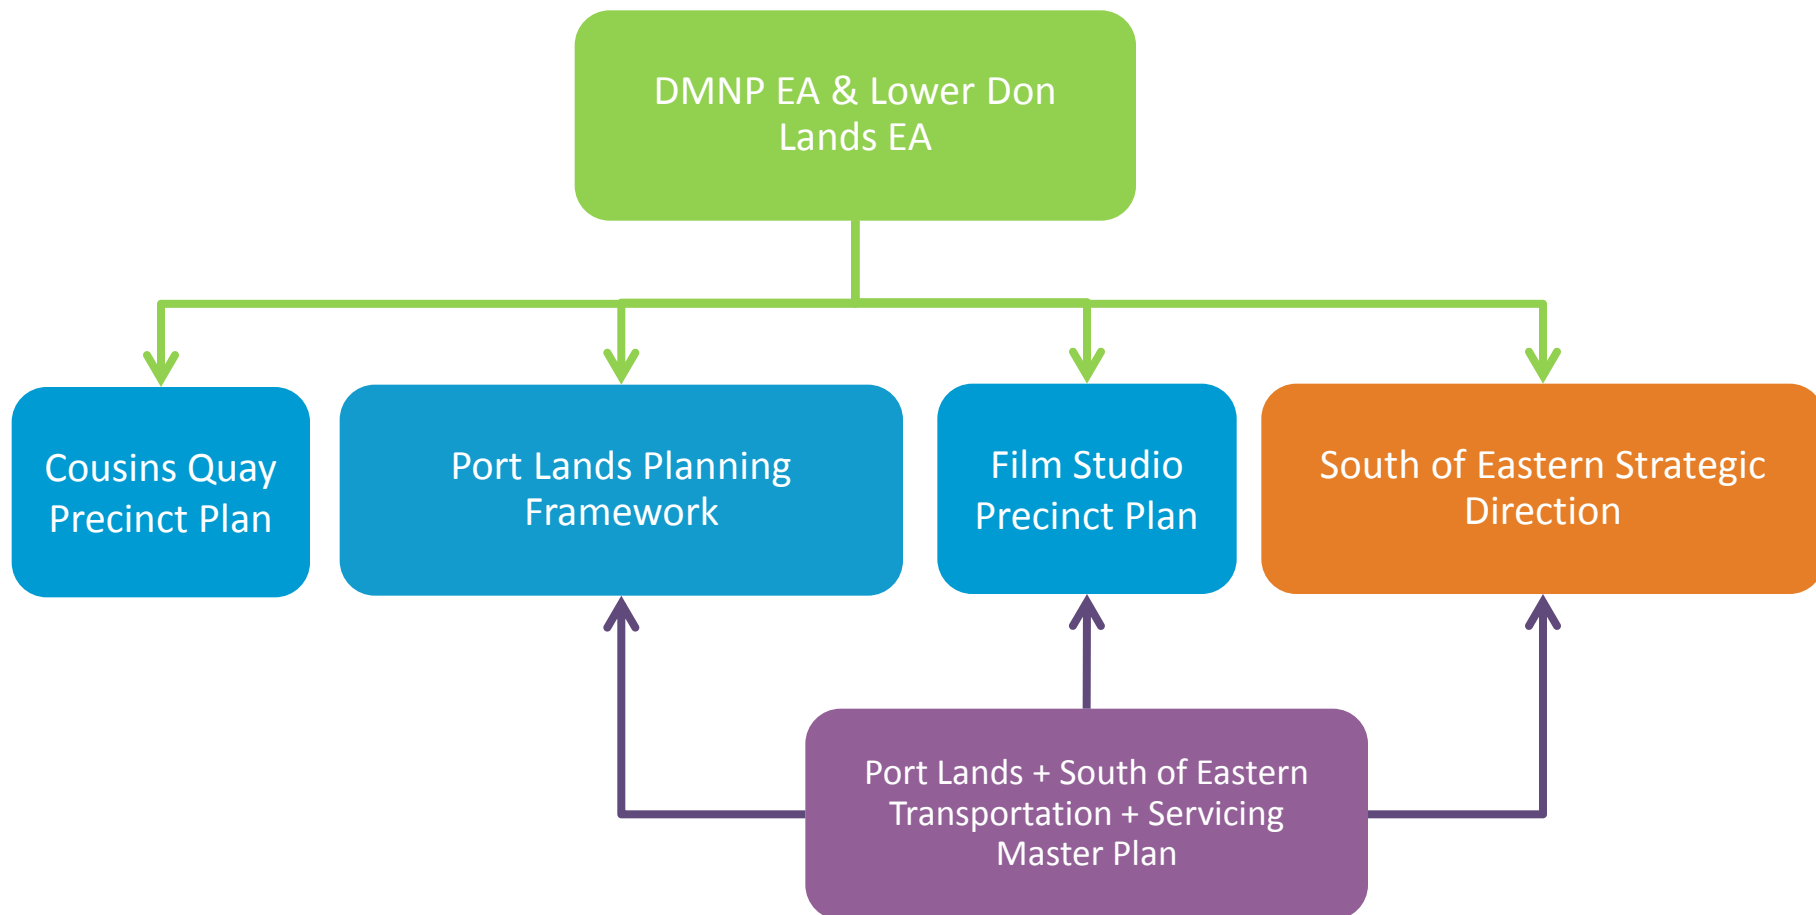 DMNP EA & Lower Don
Lands EA
Cousins Quay
Precinct Plan
Port Lands Planning
Framework
Film Studio
Precinct Plan
South of Eastern Strategic
Direction
Port Lands + South of Eastern
Transportation + Servicing
Master Plan